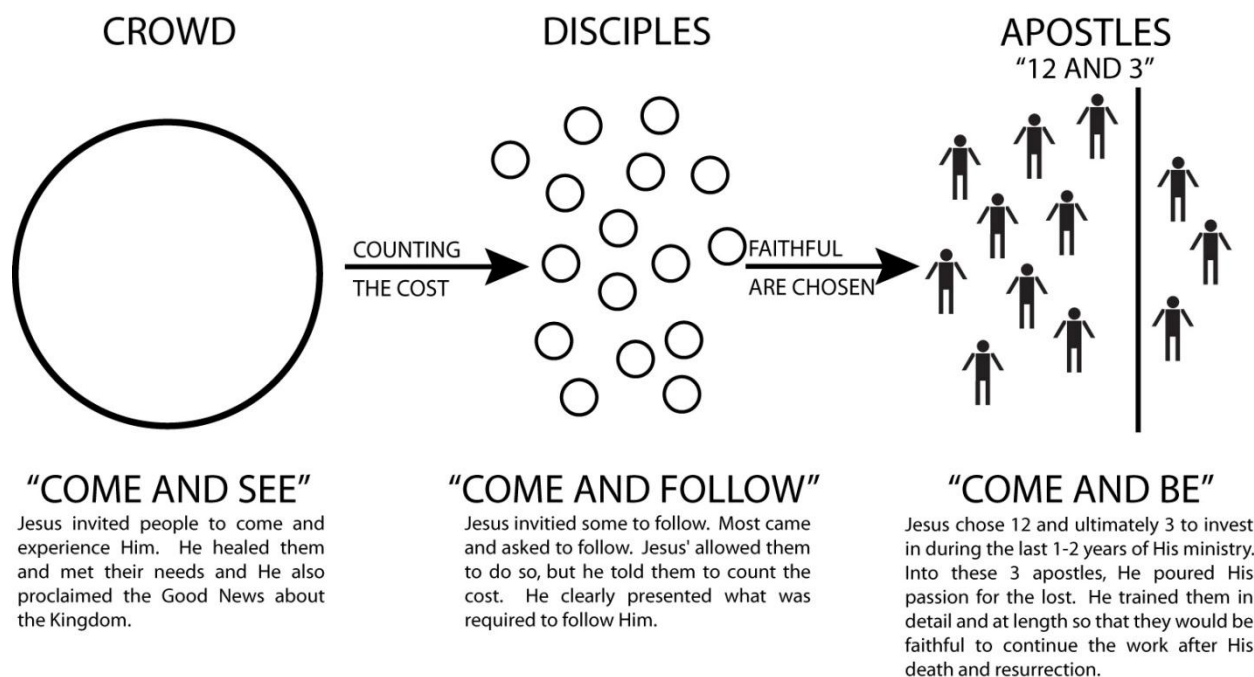 CROWD
DISCIPLES
APOSTLES
"12 AND 3"
COUNTING
THE COST
FAITHFUL
ARE CHOSEN
"COME AND SEE"
Jesus invited people to come and
experience Him. He healed them
and met their needs and He also
proclaimed the Good News about
the Kingdom.
"COME AND FOLLOW"
Jesus invitied some to follow. Most came
and asked to follow. Jesus' allowed them
to do so, but he told them to count the
cost. He clearly presented what was
required to follow Him.
"COME AND BE"
Jesus chose 12 and ultimately 3 to invest
in during the last 1-2 years of His ministry.
Into these 3 apostles, He poured His
passion for the lost. He trained them in
detail and at length so that they would be
faithful to continue the work after His
death and resurrection.